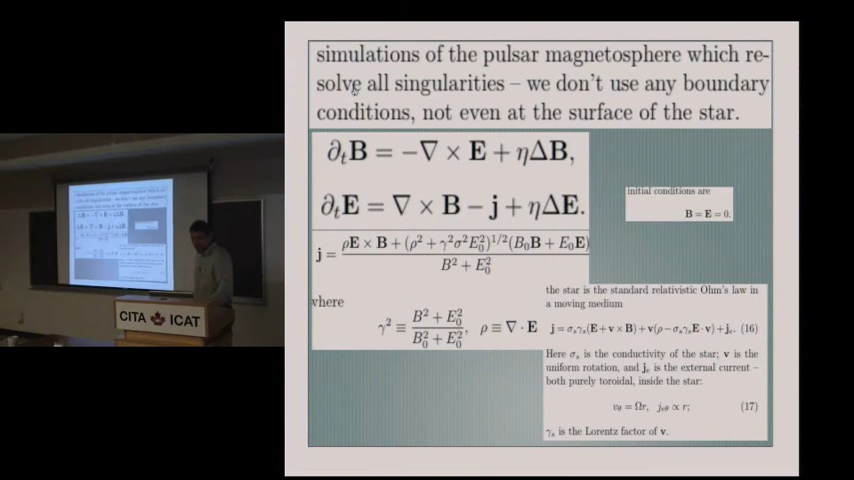 simulations of the pulsar magnetosphere which re-
solve all singularities – we don't use any boundary
conditions, not even at the surface of the star.
∂ₜB = −∇ × E + ηΔB,
∂ₜE = ∇ × B − j + ηΔE.
j = (ρE × B + (ρ² + γ²σ²E₀²)^{1/2}(B₀B + E₀E)) / (B² + E₀²)
where
γ² ≡ (B² + E₀²) / (B₀² + E₀²), ρ ≡ ∇ · E
initial conditions are
B = E = 0.
the star is the standard relativistic Ohm's law in
a moving medium
j = σₛγₛ(E + v × B) + v(ρ − σₛγₛE · v) + jₑ. (16)
Here σₛ is the conductivity of the star; v is the
uniform rotation, and jₑ is the external current –
both purely toroidal, inside the star:
v_θ = Ωr, j_{eθ} ∝ r; (17)
γₛ is the Lorentz factor of v.
CITA ICAT